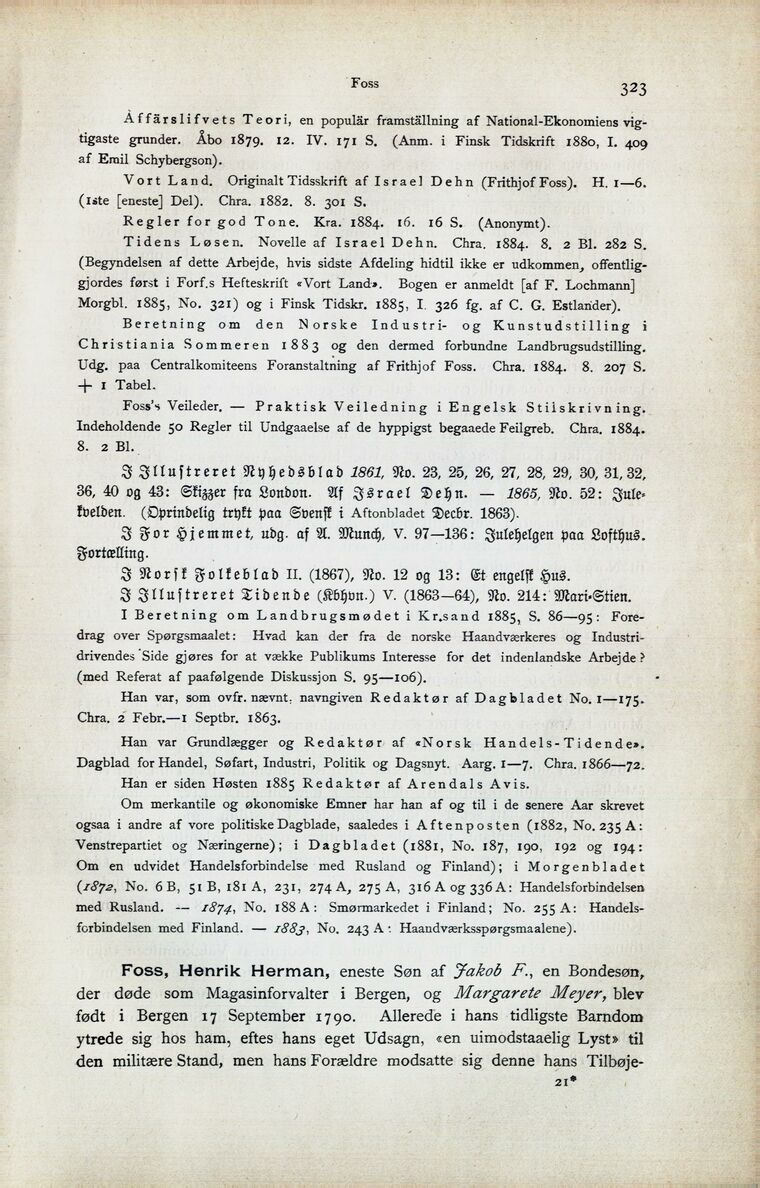 Foss
323
Affärslifvets Teori, en populär framställning af National-Ekonomiens vig-
tigaste grunder. Åbo 1879. 12. IV. 171 S. (Anm. i Finsk Tidskrift 1880, I. 409
af Emil Schybergson).
Vort Land. Originalt Tidsskrift af Israel Dehn (Frithjof Foss). H. 1—6.
(1ste [eneste] Del). Chra. 1882. 8. 301 S.
Regler for god Tone. Kra. 1884. 16. 16 S. (Anonymt).
Tidens Løsen. Novelle af Israel Dehn. Chra. 1884. 8. 2 Bl. 282 S.
(Begyndelsen af dette Arbejde, hvis sidste Afdeling hidtil ikke er udkommen, offentlig-
gjordes først i Forf.s Hefteskrift «Vort Land». Bogen er anmeldt [af F. Lochmann]
Morgbl. 1885, No. 321) og i Finsk Tidskr. 1885, I. 326 fg. af C. G. Estlander).
Beretning om den Norske Industri- og Kunstudstilling i
Christiania Sommeren 1883 og den dermed forbundne Landbrugsudstilling.
Udg. paa Centralkomiteens Foranstaltning af Frithjof Foss. Chra. 1884. 8. 207 S.
+ 1 Tabel.
Foss's Veileder. — Praktisk Veiledning i Engelsk Stilskrivning.
Indeholdende 50 Regler til Undgaaelse af de hyppigst begaaede Feilgreb. Chra. 1884.
8. 2 Bl.
I Illustreret Nyhedsblad 1861, No. 23, 25, 26, 27, 28, 29, 30, 31, 32,
36, 40 og 43: Skizzer fra London. Af Israel Dehn. — 1865, No. 52: Jule-
kvelden. (Oprindelig trykt paa Svensk i Aftonbladet Decbr. 1863).
I For Hjemmet, udg. af A. Munch, V. 97—136: Julehelgen paa Lofthus.
Fortælling.
I Norsk Folkeblad II. (1867), No. 12 og 13: Et engelsk Hus.
I Illustreret Tidende (Kbhvn.) V. (1863—64), No. 214: Mari-Stien.
I Beretning om Landbrugsmødet i Kr.sand 1885, S. 86—95: Fore-
drag over Spørgsmaalet: Hvad kan der fra de norske Haandværkeres og Industri-
drivendes Side gjøres for at vække Publikums Interesse for det indenlandske Arbejde?
(med Referat af paafølgende Diskussjon S. 95—106).
Han var, som ovfr. nævnt, navngiven Redaktør af Dagbladet No. 1—175.
Chra. 2 Febr.—1 Septbr. 1863.
Han var Grundlægger og Redaktør af «Norsk Handels-Tidende».
Dagblad for Handel, Søfart, Industri, Politik og Dagsnyt. Aarg. 1—7. Chra. 1866—72.
Han er siden Høsten 1885 Redaktør af Arendals Avis.
Om merkantile og økonomiske Emner har han af og til i de senere Aar skrevet
ogsaa i andre af vore politiske Dagblade, saaledes i Aftenposten (1882, No. 235 A:
Venstrepartiet og Næringerne); i Dagbladet (1881, No. 187, 190, 192 og 194:
Om en udvidet Handelsforbindelse med Rusland og Finland); i Morgenbladet
(1872, No. 6 B, 51 B, 181 A, 231, 274 A, 275 A, 316 A og 336 A: Handelsforbindelsen
med Rusland. — 1874, No. 188 A: Smørmarkedet i Finland; No. 255 A: Handels-
forbindelsen med Finland. — 1883, No. 243 A: Haandværksspørgsmaalene).
Foss, Henrik Herman, eneste Søn af Jakob F., en Bondesøn,
der døde som Magasinforvalter i Bergen, og Margarete Meyer, blev
født i Bergen 17 September 1790. Allerede i hans tidligste Barndom
ytrede sig hos ham, eftes hans eget Udsagn, «en uimodstaaelig Lyst» til
den militære Stand, men hans Forældre modsatte sig denne hans Tilbøje-
21*